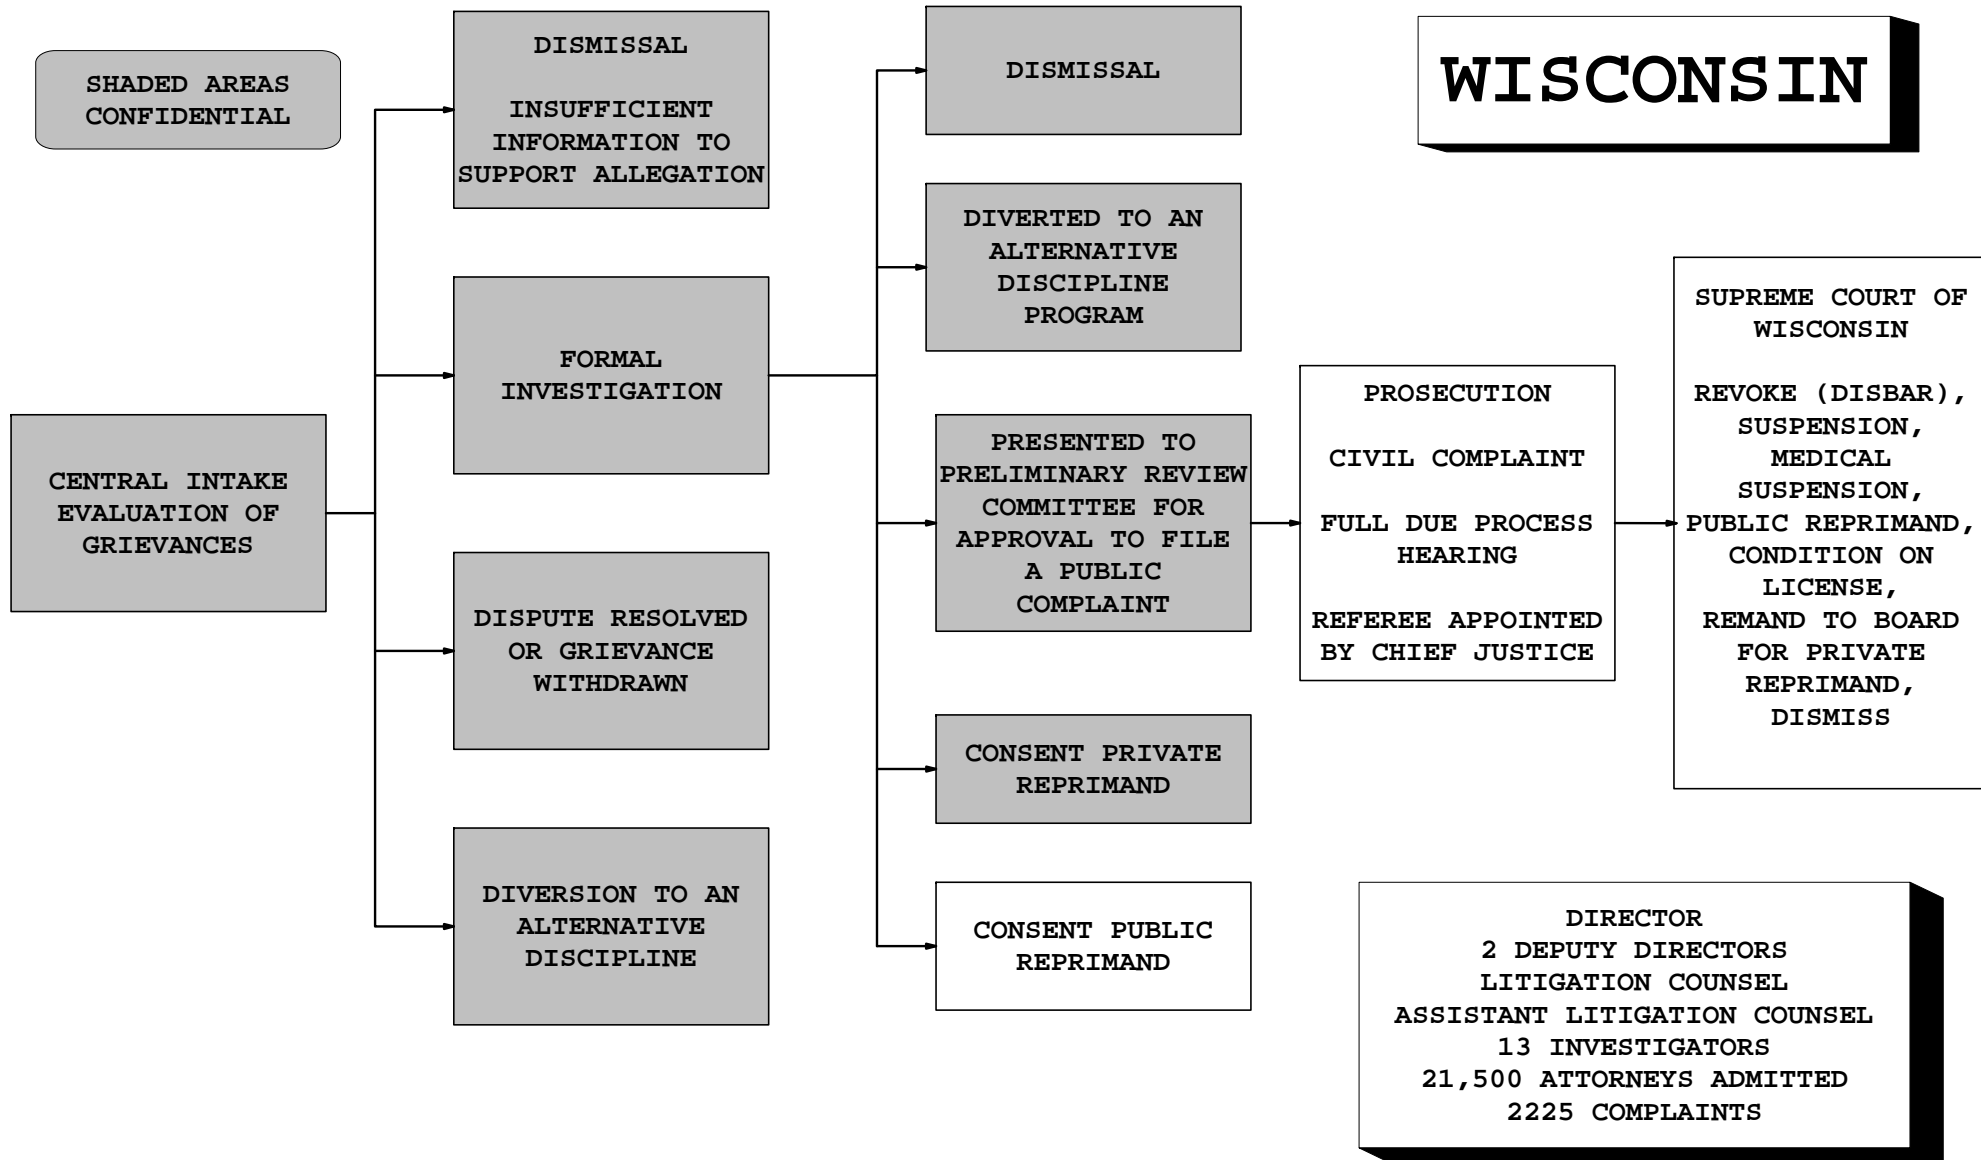 SHADED AREAS
CONFIDENTIAL
WISCONSIN
CENTRAL INTAKE
EVALUATION OF
GRIEVANCES
DISMISSAL
INSUFFICIENT
INFORMATION TO
SUPPORT ALLEGATION
FORMAL
INVESTIGATION
DISPUTE RESOLVED
OR GRIEVANCE
WITHDRAWN
DIVERSION TO AN
ALTERNATIVE
DISCIPLINE
DISMISSAL
DIVERTED TO AN
ALTERNATIVE
DISCIPLINE
PROGRAM
PRESENTED TO
PRELIMINARY REVIEW
COMMITTEE FOR
APPROVAL TO FILE
A PUBLIC
COMPLAINT
CONSENT PRIVATE
REPRIMAND
CONSENT PUBLIC
REPRIMAND
PROSECUTION
CIVIL COMPLAINT
FULL DUE PROCESS
HEARING
REFEREE APPOINTED
BY CHIEF JUSTICE
SUPREME COURT OF
WISCONSIN
REVOKE (DISBAR),
SUSPENSION,
MEDICAL
SUSPENSION,
PUBLIC REPRIMAND,
CONDITION ON
LICENSE,
REMAND TO BOARD
FOR PRIVATE
REPRIMAND,
DISMISS
DIRECTOR
2 DEPUTY DIRECTORS
LITIGATION COUNSEL
ASSISTANT LITIGATION COUNSEL
13 INVESTIGATORS
21,500 ATTORNEYS ADMITTED
2225 COMPLAINTS